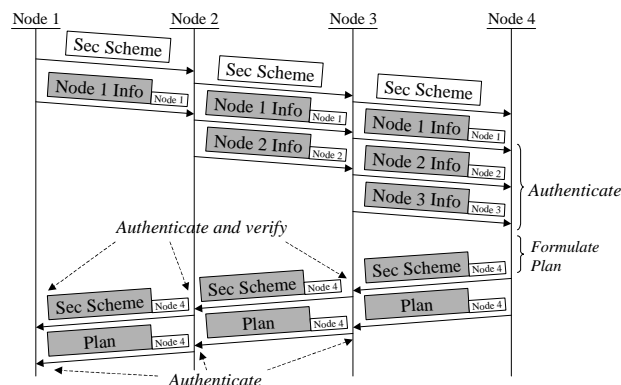 Node 1 Node 2 Node 3 Node 4
Sec Scheme
Sec Scheme
Sec Scheme
Node 1 Info Node 1
Node 1 Info Node 1
Node 1 Info Node 1
Node 2 Info Node 2
Node 2 Info Node 2
Node 3 Info Node 3
Authenticate
Authenticate and verify
Formulate
Plan
Sec Scheme Node 4
Sec Scheme Node 4
Sec Scheme Node 4
Plan Node 4
Plan Node 4
Plan Node 4
Authenticate